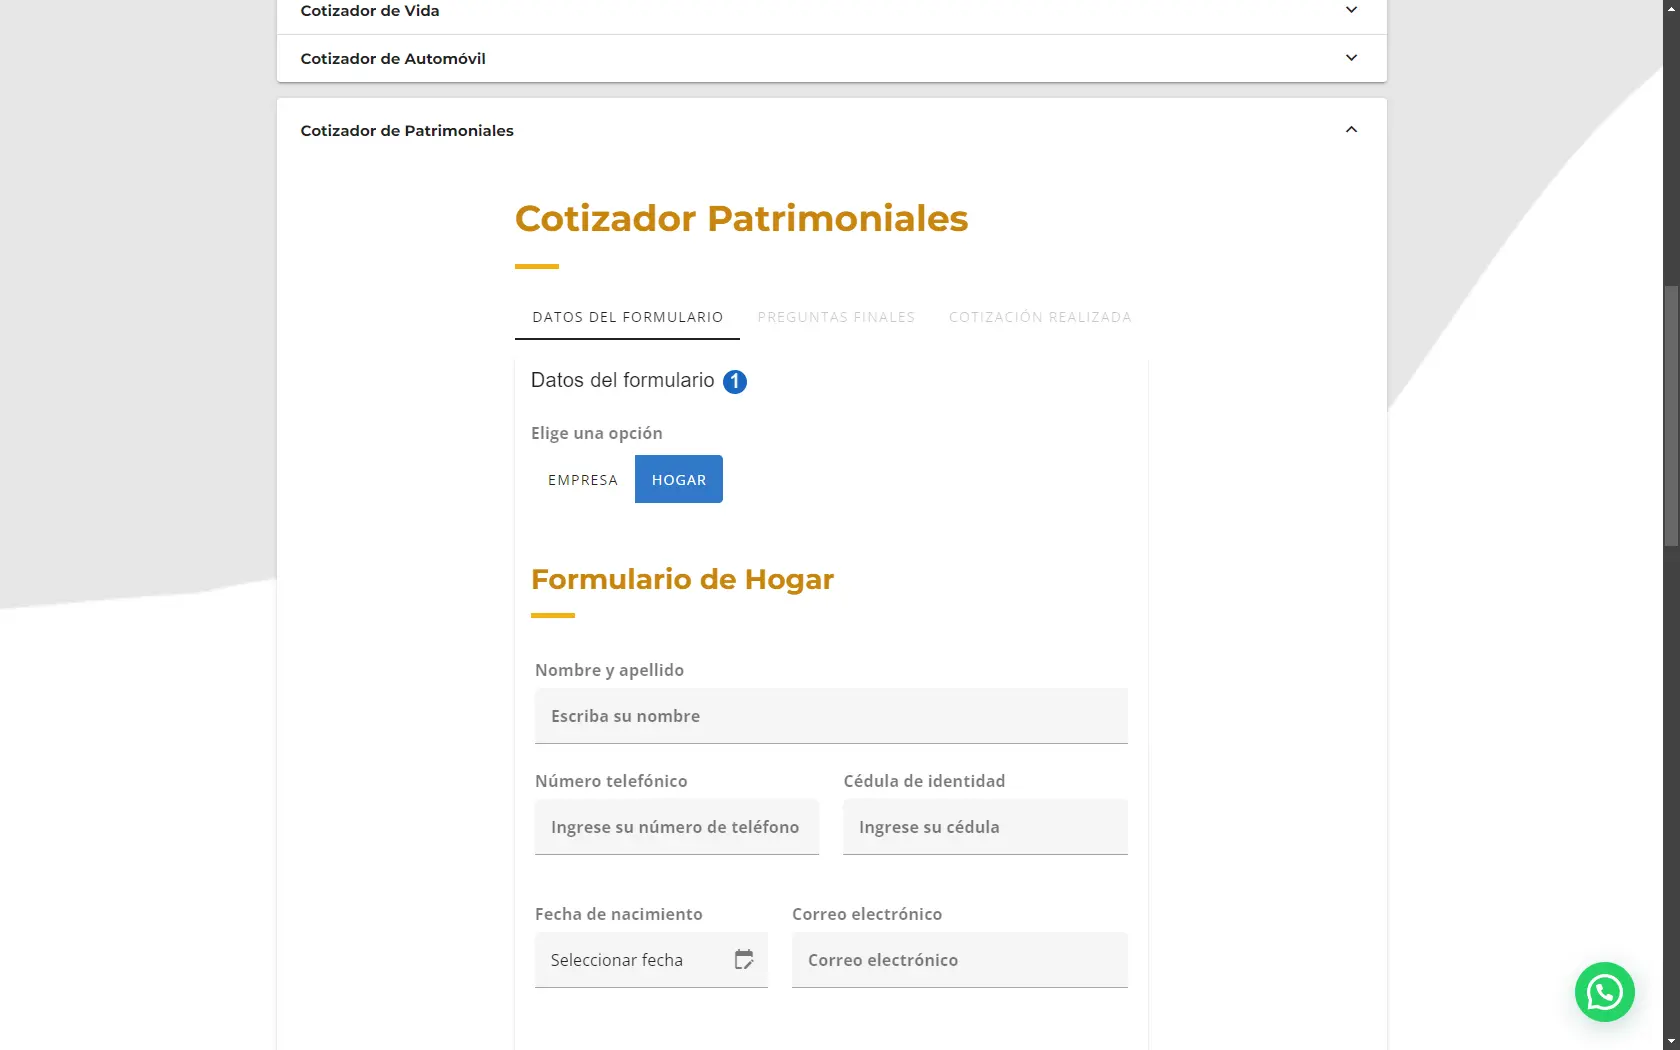 Cotizador de Vida
Cotizador de Automóvil
Cotizador de Patrimoniales
Cotizador Patrimoniales
DATOS DEL FORMULARIO PREGUNTAS FINALES COTIZACIÓN REALIZADA
Datos del formulario 1
Elige una opción
EMPRESA HOGAR
Formulario de Hogar
Nombre y apellido
Escriba su nombre
Número telefónico Cédula de identidad
Ingrese su número de teléfono Ingrese su cédula
Fecha de nacimiento Correo electrónico
Seleccionar fecha Correo electrónico